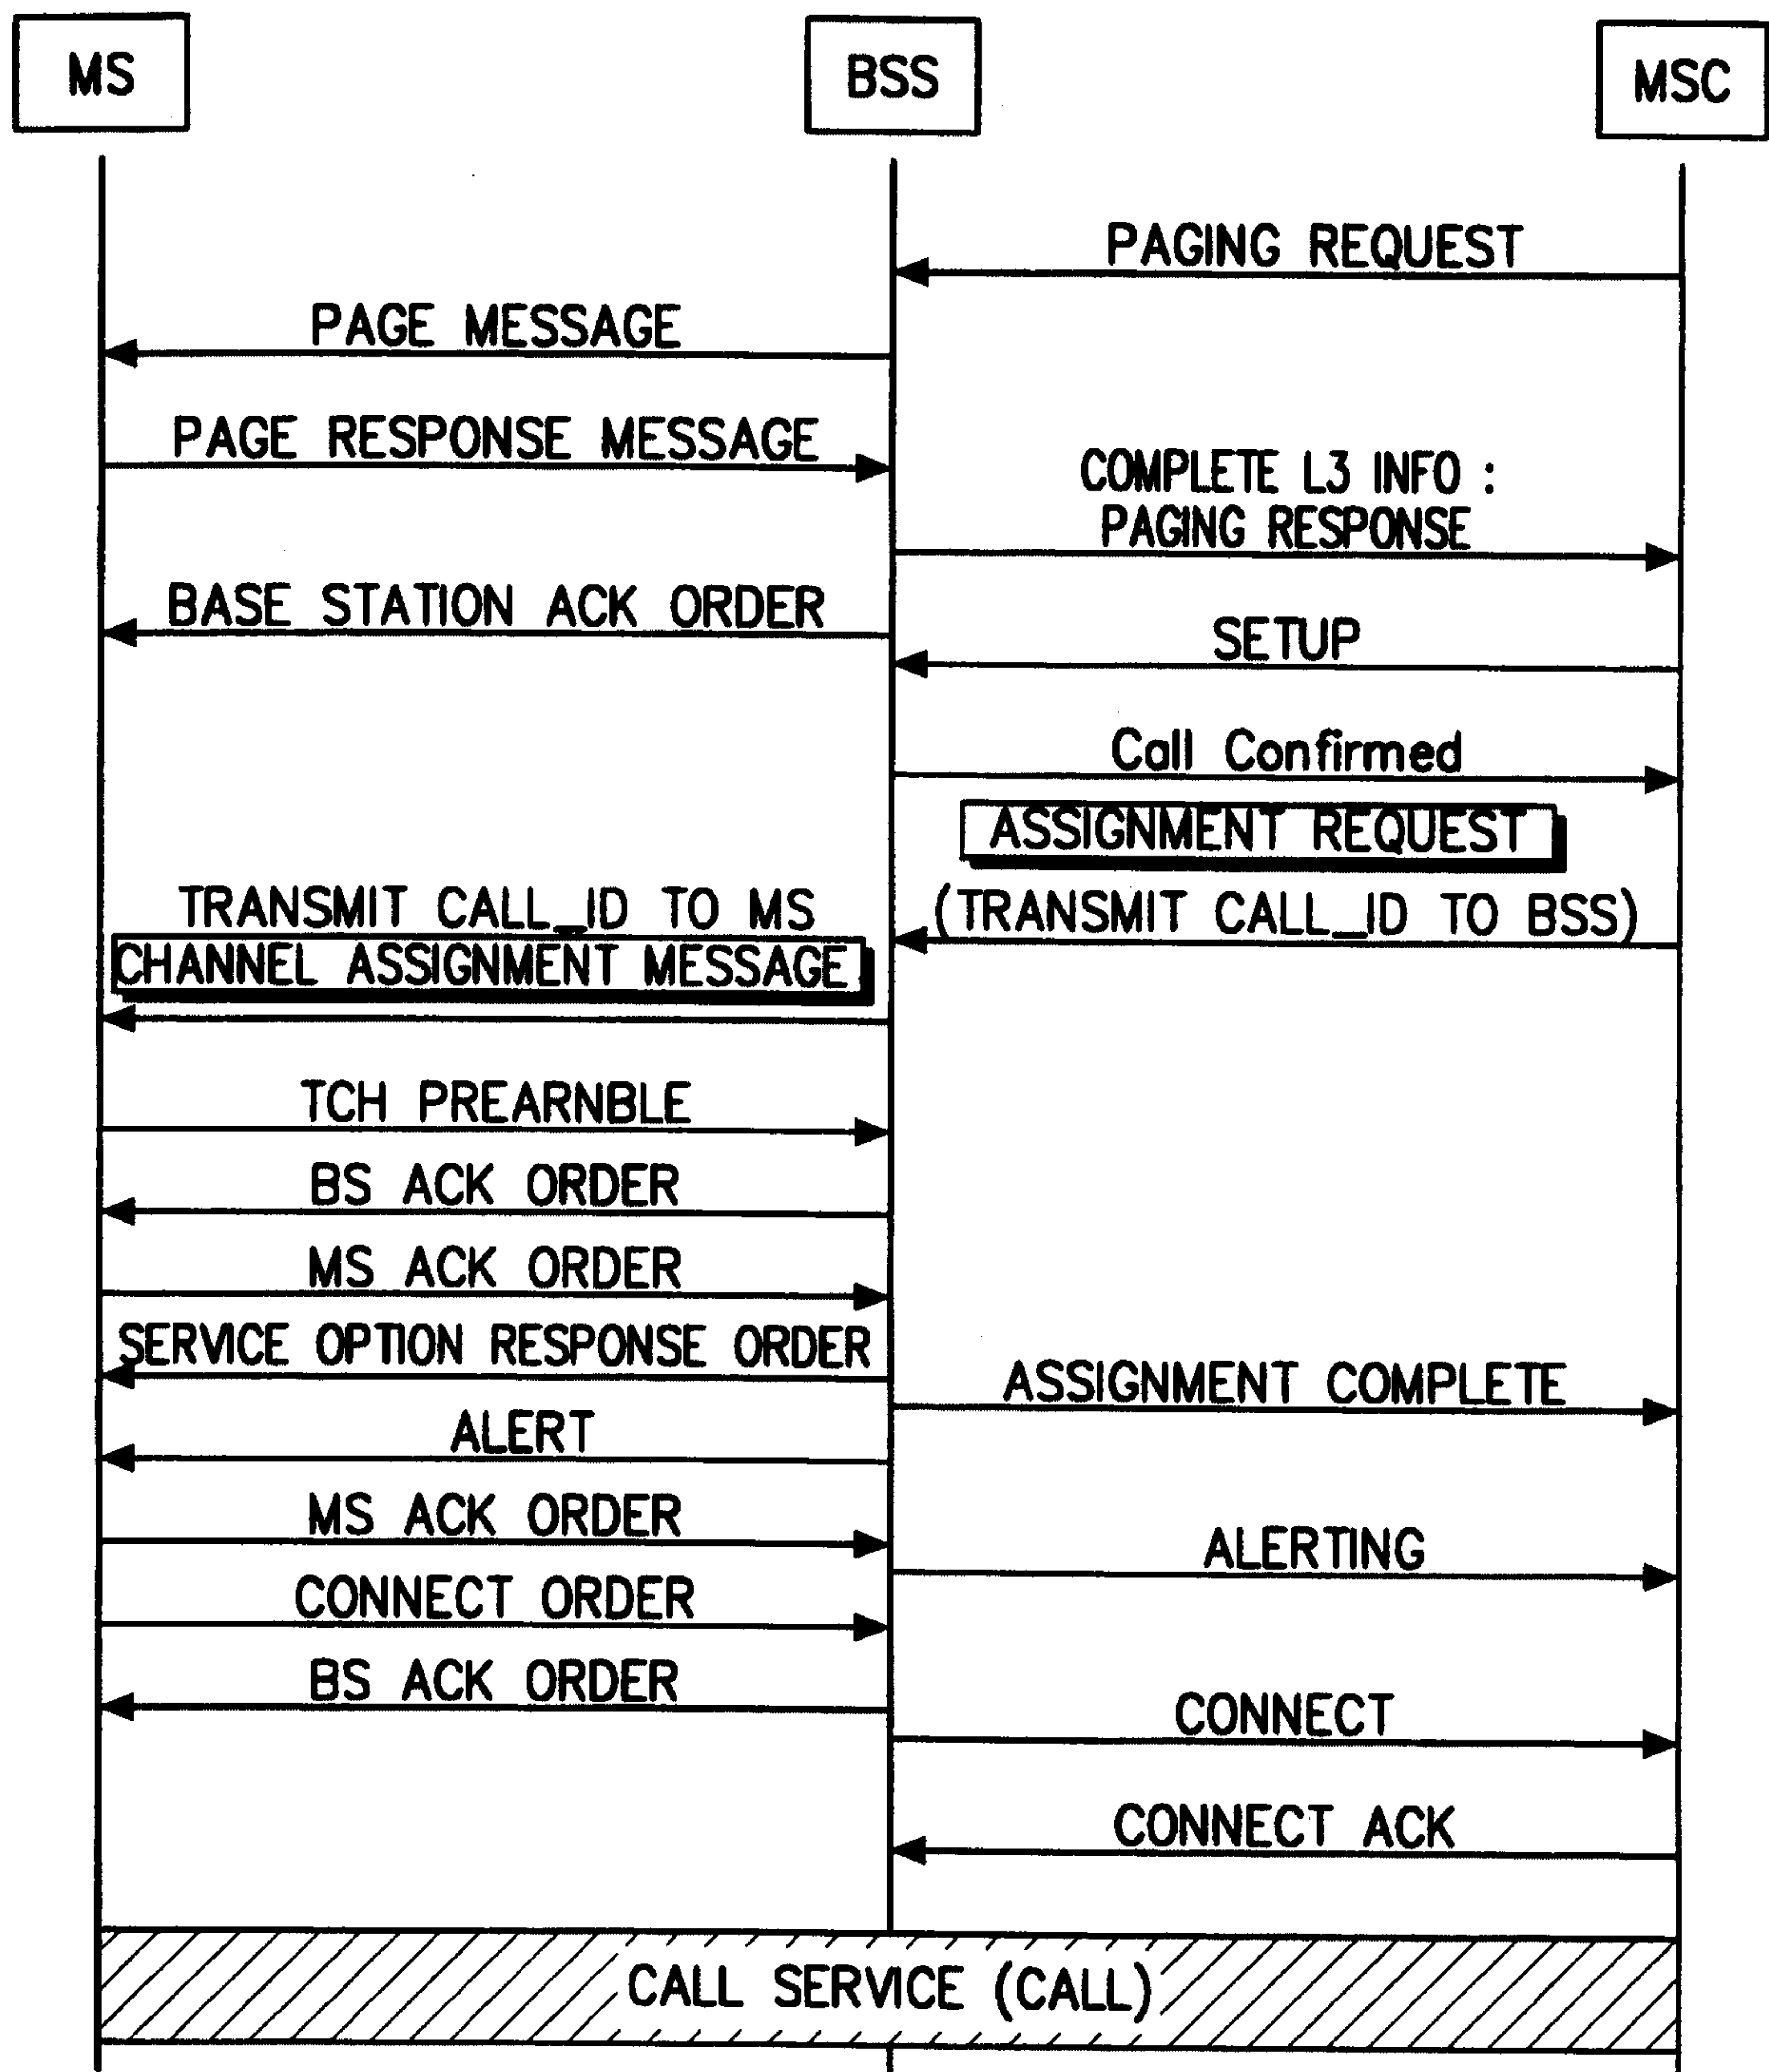 MS
BSS
MSC
PAGING REQUEST
PAGE MESSAGE
PAGE RESPONSE MESSAGE
COMPLETE L3 INFO :
PAGING RESPONSE
BASE STATION ACK ORDER
SETUP
Call Confirmed
ASSIGNMENT REQUEST
(TRANSMIT CALL_ID TO BSS)
TRANSMIT CALL_ID TO MS
CHANNEL ASSIGNMENT MESSAGE
TCH PREARNBLE
BS ACK ORDER
MS ACK ORDER
SERVICE OPTION RESPONSE ORDER
ASSIGNMENT COMPLETE
ALERT
MS ACK ORDER
ALERTING
CONNECT ORDER
BS ACK ORDER
CONNECT
CONNECT ACK
CALL SERVICE (CALL)